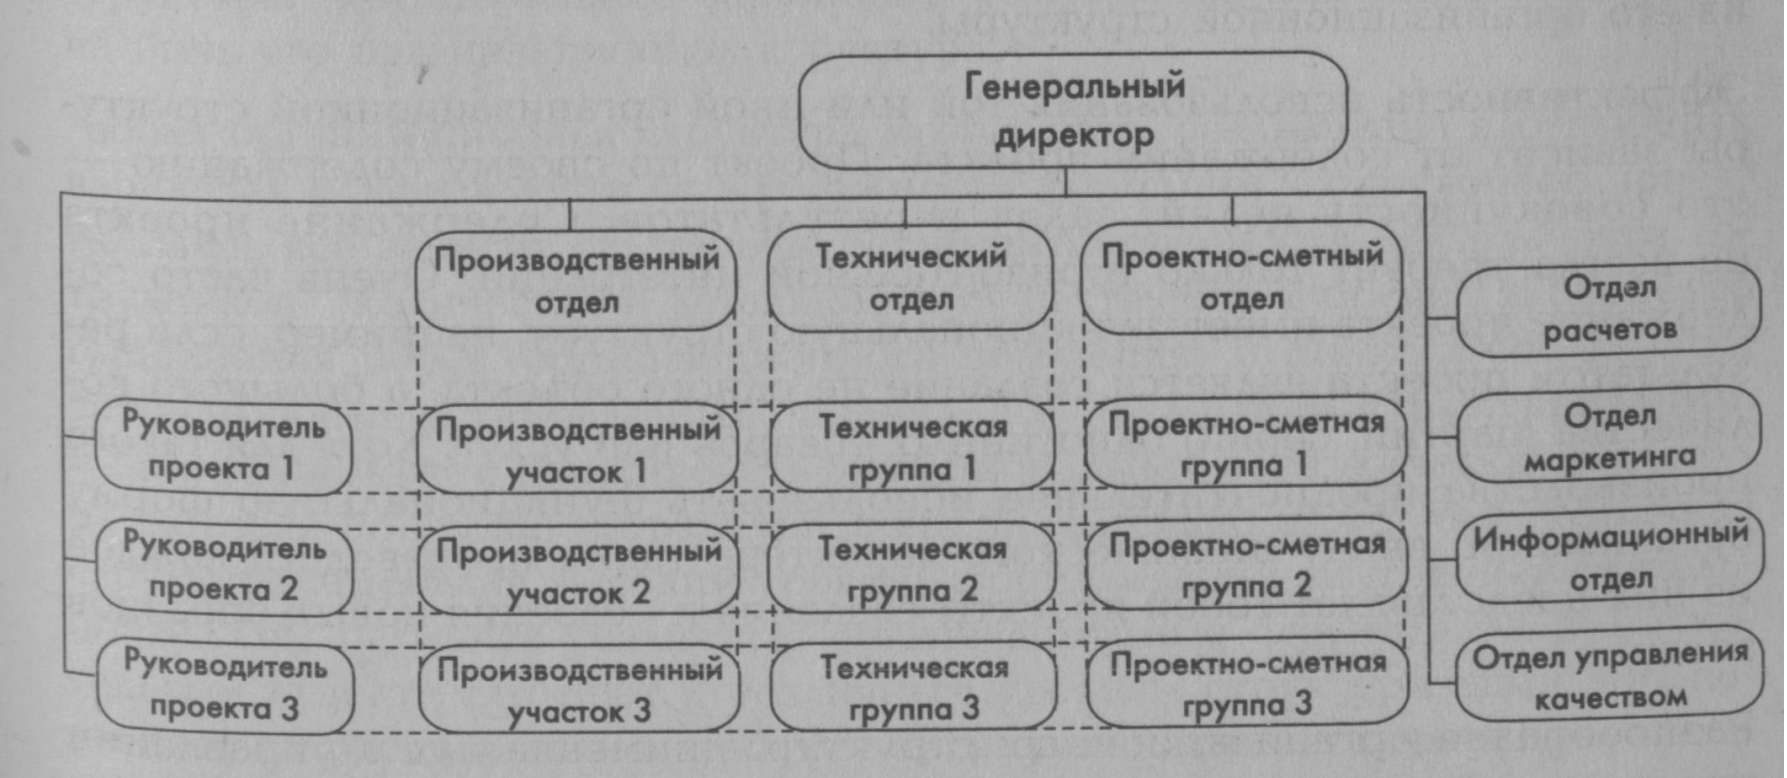 Генеральный
директор
Производственный
отдел
Технический
отдел
Проектно-сметный
отдел
Отдел
расчетов
Руководитель
проекта 1
Производственный
участок 1
Техническая
группа 1
Проектно-сметная
группа 1
Отдел
маркетинга
Руководитель
проекта 2
Производственный
участок 2
Техническая
группа 2
Проектно-сметная
группа 2
Информационный
отдел
Руководитель
проекта 3
Производственный
участок 3
Техническая
группа 3
Проектно-сметная
группа 3
Отдел управления
качеством